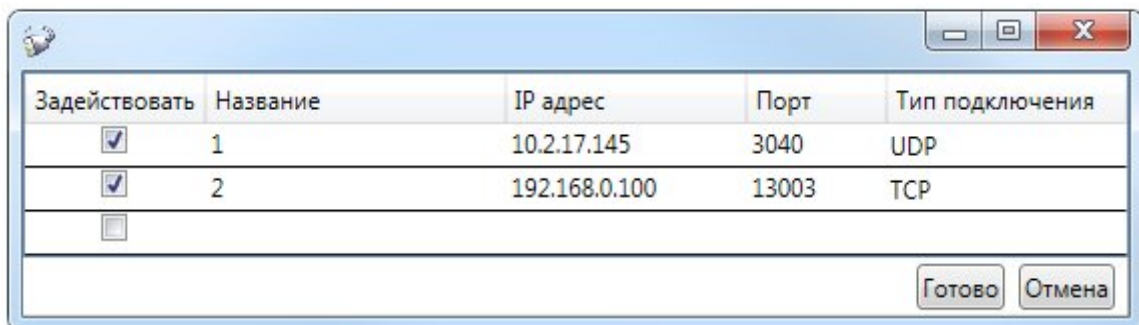 Задействовать Название IP адрес Порт Тип подключения
1 10.2.17.145 3040 UDP
2 192.168.0.100 13003 TCP
Готово Отмена